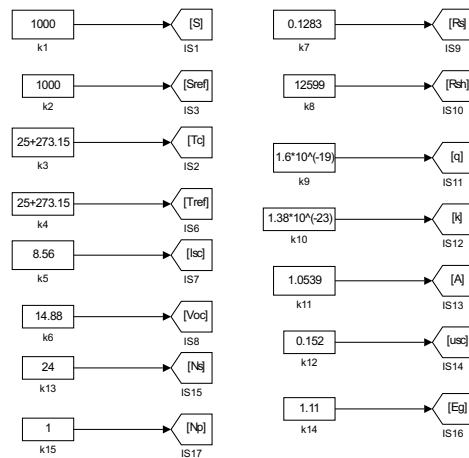 1000 [S]
k1 IS1
1000 [Sref]
k2 IS3
25+273.15 [Tc]
k3 IS2
25+273.15 [Tref]
k4 IS6
8.56 [Isc]
k5 IS7
14.88 [Voc]
k6 IS8
24 [Ns]
k13 IS15
1 [Np]
k15 IS17
0.1283 [Rs]
k7 IS9
12599 [Rsh]
k8 IS10
1.6*10^(-19) [q]
k9 IS11
1.38*10^(-23) [k]
k10 IS12
1.0539 [A]
k11 IS13
0.152 [usc]
k12 IS14
1.11 [Eg]
k14 IS16